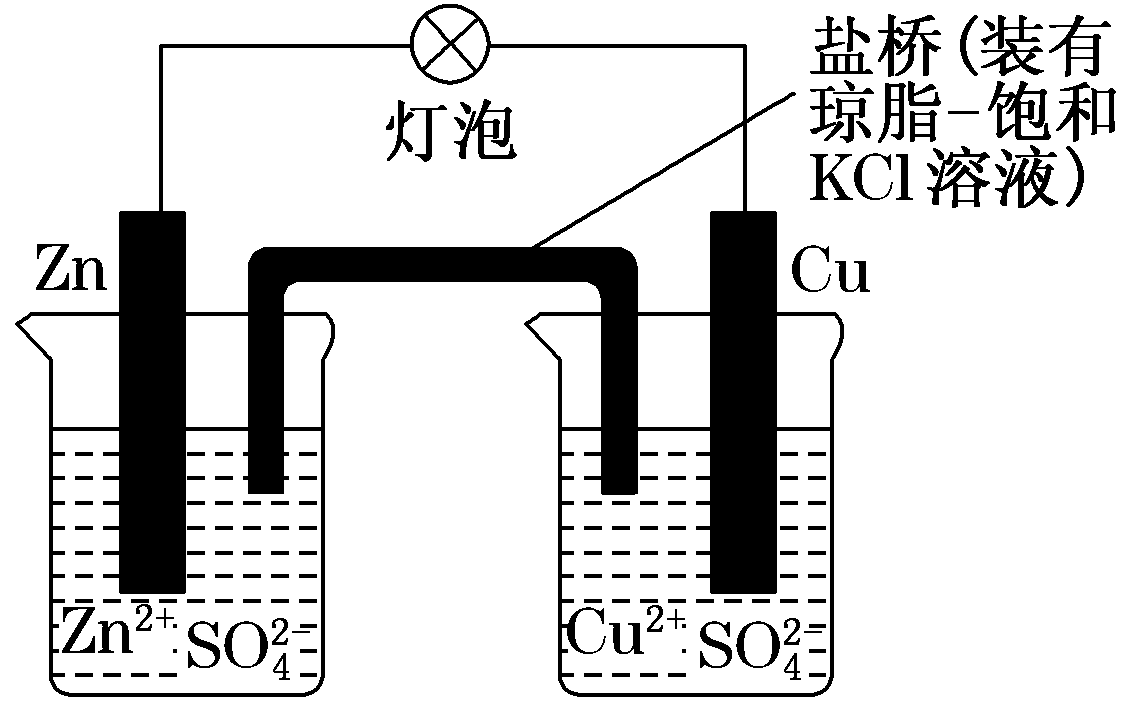 盐桥(装有
琼脂-饱和
KCl溶液)
灯泡
Zn
Cu
Zn²⁺ SO₄²⁻
Cu²⁺ SO₄²⁻